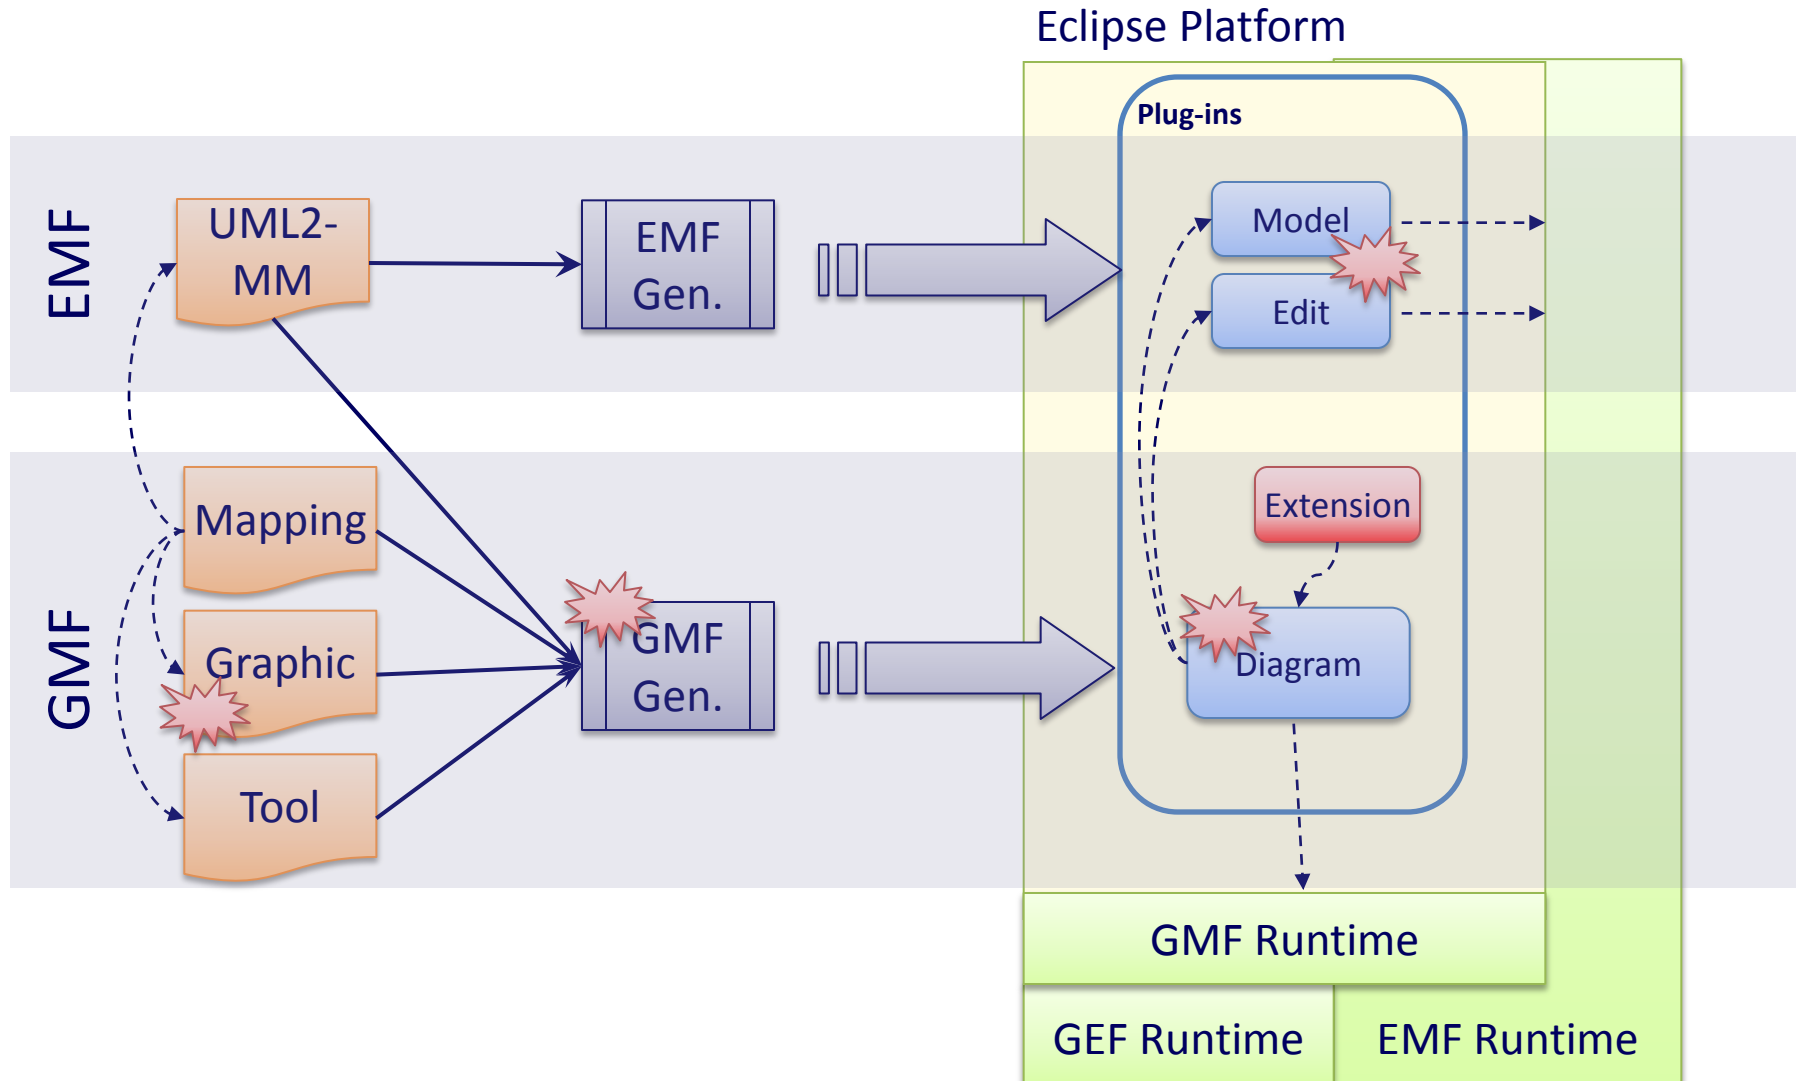 Eclipse Platform
Plug-ins
EMF
UML2-
MM
EMF
Gen.
Model
Edit
GMF
Mapping
Graphic
Tool
GMF
Gen.
Extension
Diagram
GMF Runtime
GEF Runtime
EMF Runtime